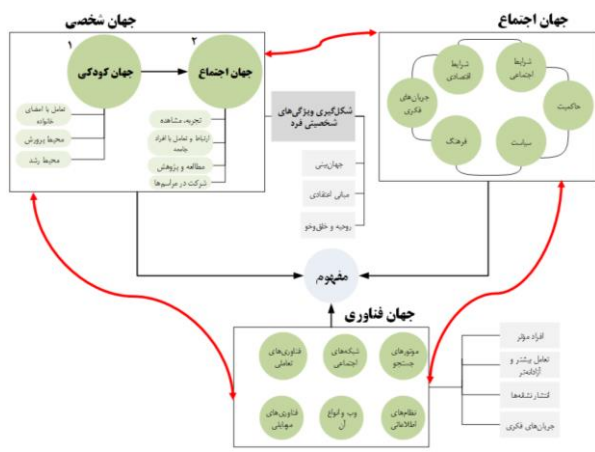 جهان شخصی
۱
جهان کودکی
تعامل با اعضای
خانواده
محیط پرورش
محیط رشد
۲
جهان اجتماع
تجربه، مشاهده
ارتباط و تعامل با افراد
جامعه
مطالعه و پژوهش
شرکت در مراسم‌ها
شکل‌گیری ویژگی‌های
شخصیتی فرد
جهان‌بینی
مبانی اعتقادی
روحیه و خلق‌وخو
جهان اجتماع
شرایط
اجتماعی
شرایط
اقتصادی
حاکمیت
جریان‌های
فکری
سیاست
فرهنگ
مفهوم
جهان فناوری
موتورهای
جستجو
شبکه‌های
اجتماعی
فناوری‌های
تعاملی
نظام‌های
اطلاعاتی
وب و انواع
آن
فناوری‌های
موبایلی
افراد مؤثر
تعامل بیشتر و
آزادانه‌تر
انتشار نشانه‌ها
جریان‌های فکری